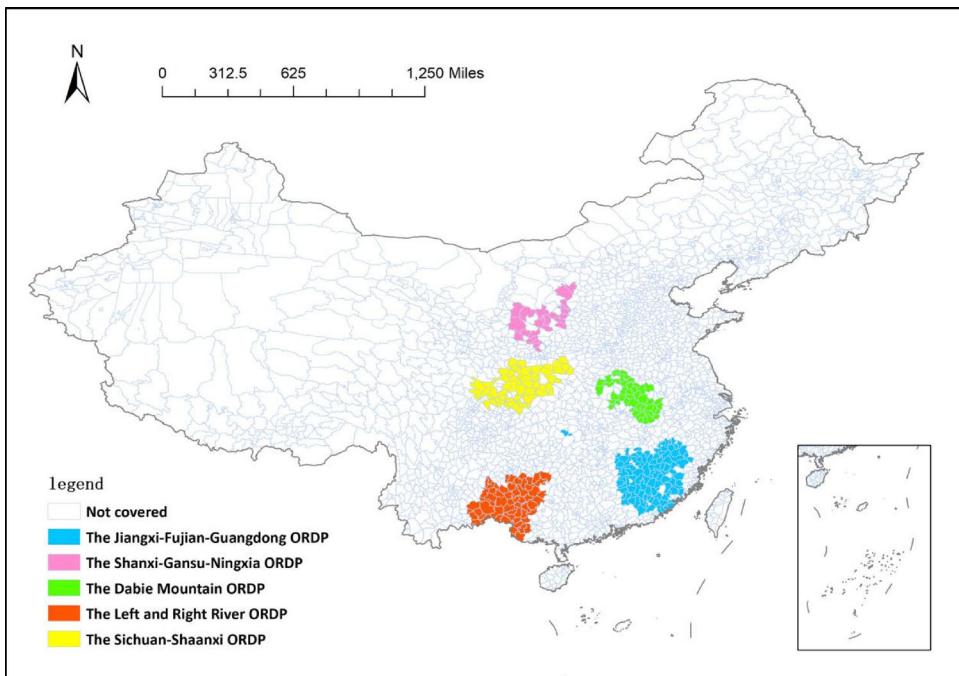 N
0 312.5 625 1,250 Miles
legend
Not covered
The Jiangxi-Fujian-Guangdong ORDP
The Shanxi-Gansu-Ningxia ORDP
The Dabie Mountain ORDP
The Left and Right River ORDP
The Sichuan-Shaanxi ORDP